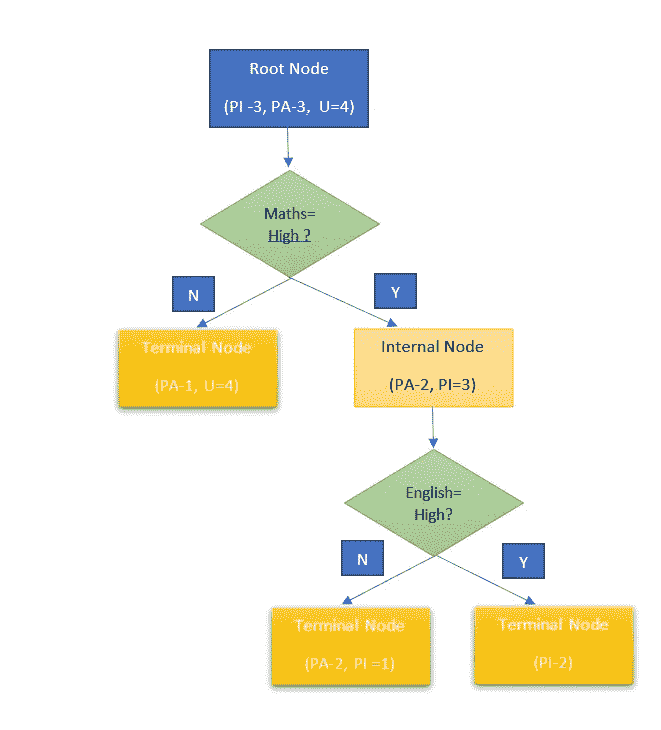 Root Node
(PI -3, PA-3, U=4)
Maths=
High ?
N
Y
Terminal Node
(PA-1, U=4)
Internal Node
(PA-2, PI=3)
English=
High?
N
Y
Terminal Node
(PA-2, PI =1)
Terminal Node
(PI-2)